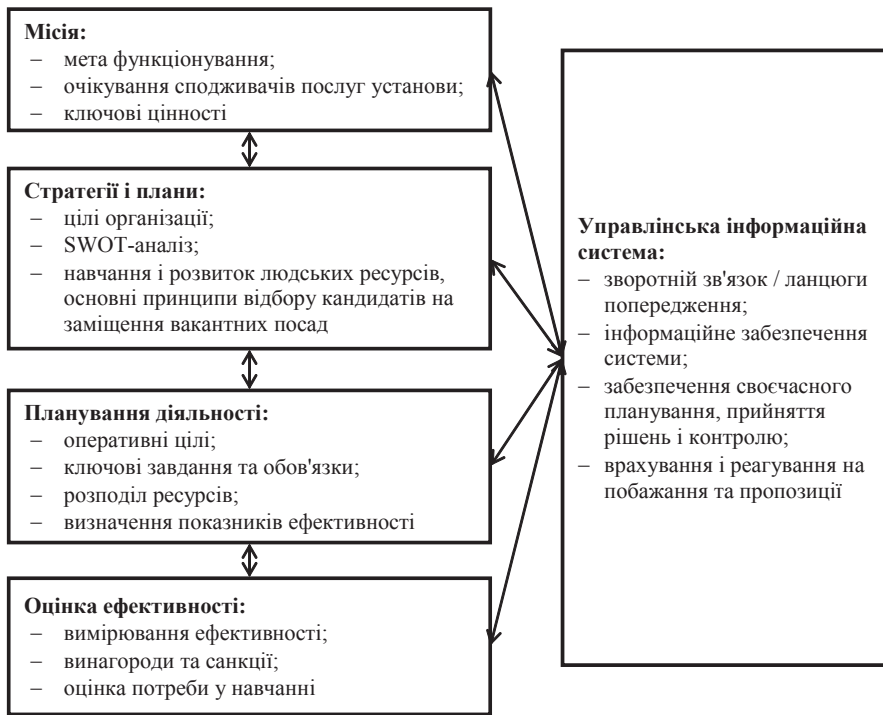 Місія:
– мета функціонування;
– очікування сподживачів послуг установи;
– ключові цінності
Стратегії і плани:
– цілі організації;
– SWOT-аналіз;
– навчання і розвиток людських ресурсів,
основні принципи відбору кандидатів на
заміщення вакантних посад
Планування діяльності:
– оперативні цілі;
– ключові завдання та обов'язки;
– розподіл ресурсів;
– визначення показників ефективності
Оцінка ефективності:
– вимірювання ефективності;
– винагороди та санкції;
– оцінка потреби у навчанні
Управлінська інформаційна
система:
– зворотній зв'язок / ланцюги
попередження;
– інформаційне забезпечення
системи;
– забезпечення своєчасного
планування, прийняття
рішень і контролю;
– врахування і реагування на
побажання та пропозиції